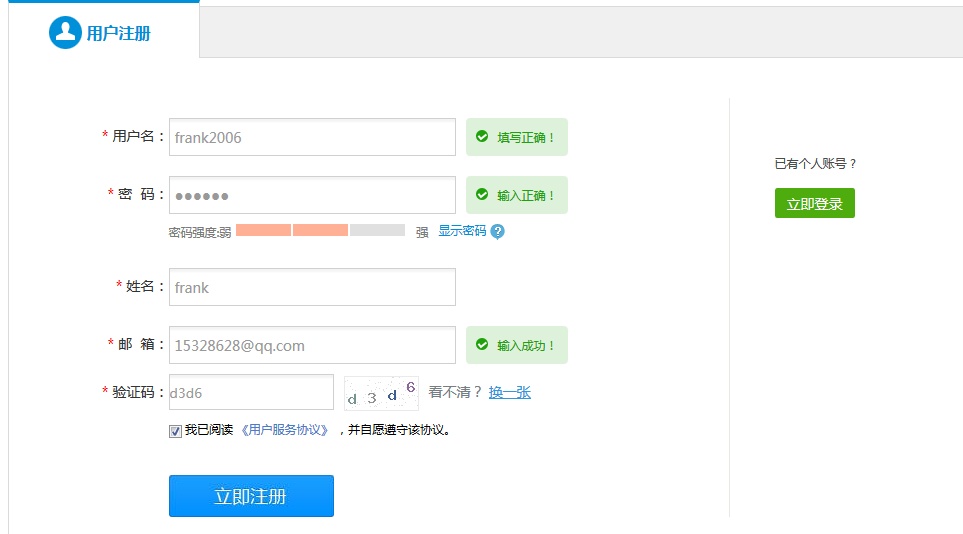 用户注册
* 用户名： frank2006 填写正确！
已有个人账号？
* 密 码： ●●●●●● 输入正确！
立即登录
密码强度:弱 强 显示密码 ?
* 姓名： frank
* 邮 箱： 15328628@qq.com 输入成功！
* 验证码： d3d6 d 3 d 6 看不清？ 换一张
我已阅读 《用户服务协议》 ，并自愿遵守该协议。
立即注册